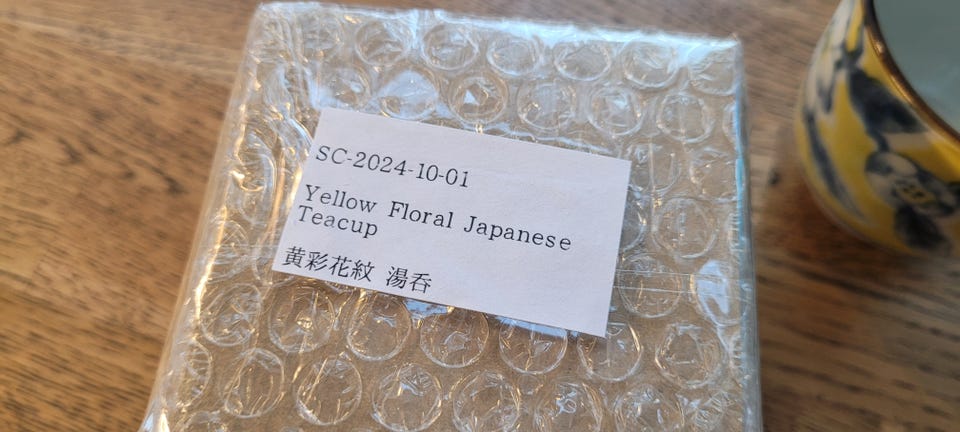 SC-2024-10-01
Yellow Floral Japanese
Teacup
黄彩花紋 湯呑